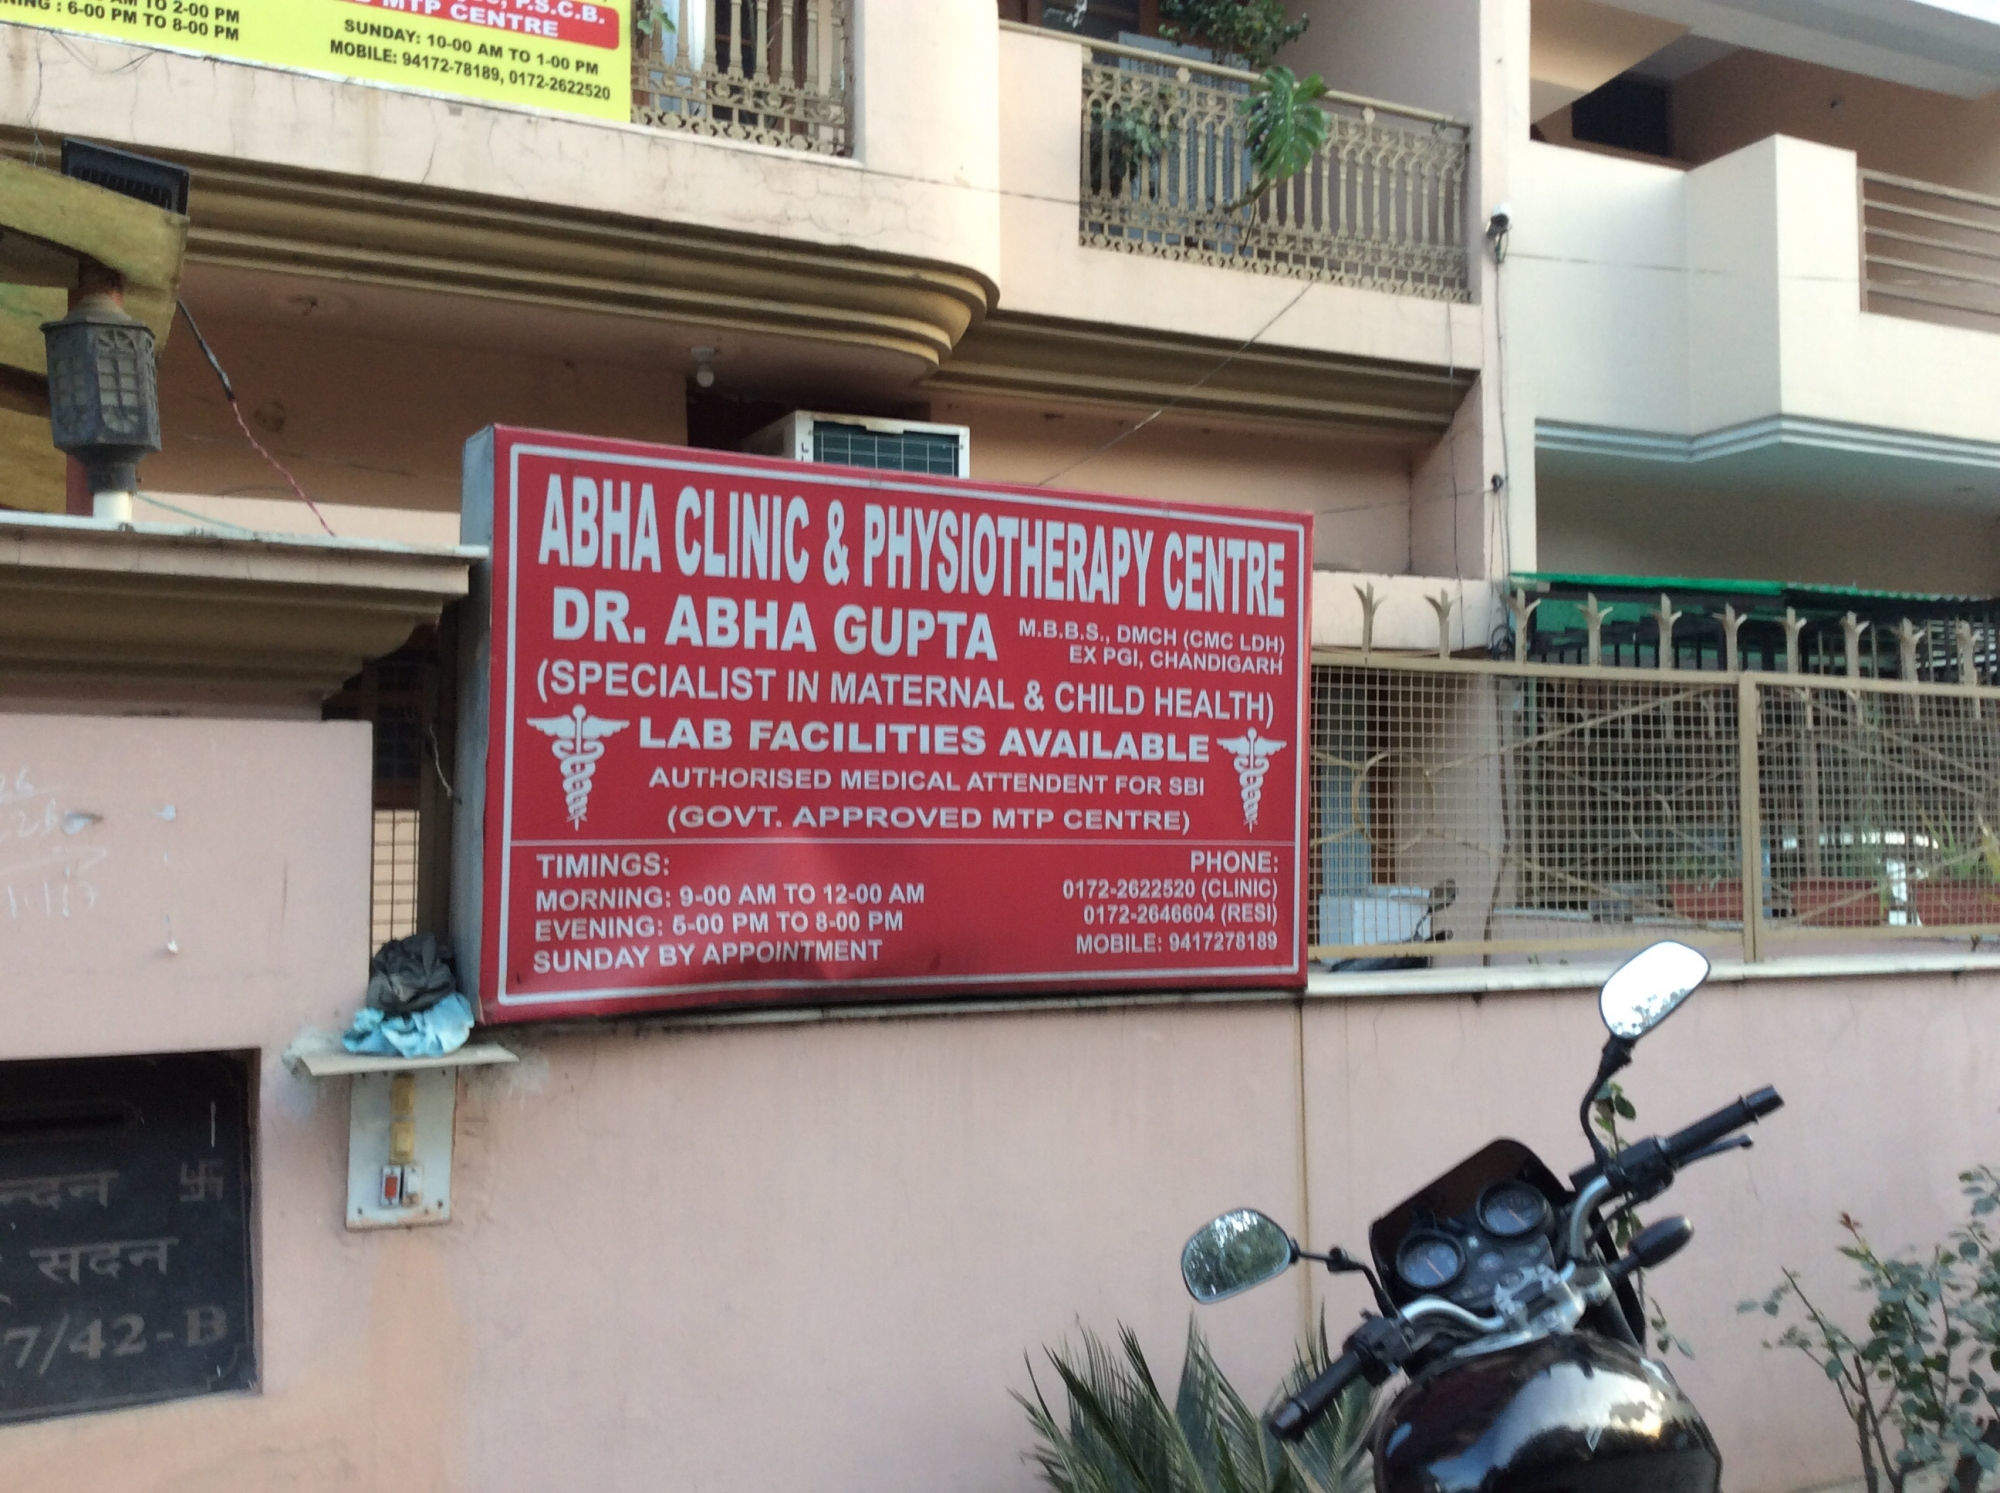 TO 2-00 PM
: 6-00 PM TO 8-00 PM
P.S.C.B.
MTP CENTRE
SUNDAY: 10-00 AM TO 1-00 PM
MOBILE: 94172-78189, 0172-2622520
ABHA CLINIC & PHYSIOTHERAPY CENTRE
DR. ABHA GUPTA
M.B.B.S., DMCH (CMC LDH)
EX PGI, CHANDIGARH
(SPECIALIST IN MATERNAL & CHILD HEALTH)
LAB FACILITIES AVAILABLE
AUTHORISED MEDICAL ATTENDENT FOR SBI
(GOVT. APPROVED MTP CENTRE)
TIMINGS:
MORNING: 9-00 AM TO 12-00 AM
EVENING: 5-00 PM TO 8-00 PM
SUNDAY BY APPOINTMENT
PHONE:
0172-2622520 (CLINIC)
0172-2646604 (RESI)
MOBILE: 9417278189
सदन
7/42-B